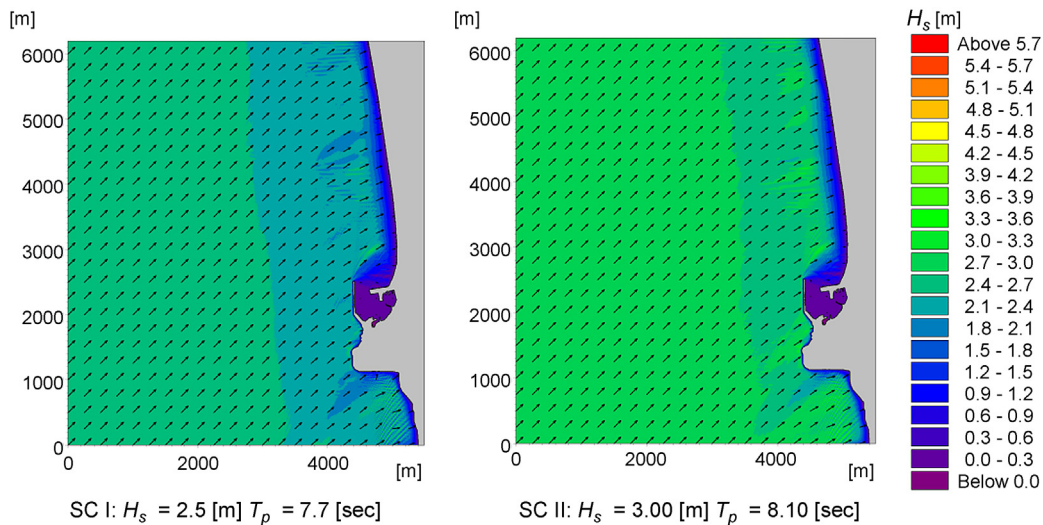 [m]
6000
5000
4000
3000
2000
1000
0
0 2000 4000 [m]
SC I: Hs = 2.5 [m] Tp = 7.7 [sec]
[m]
6000
5000
4000
3000
2000
1000
0
0 2000 4000 [m]
SC II: Hs = 3.00 [m] Tp = 8.10 [sec]
Hs [m]
Above 5.7
5.4 - 5.7
5.1 - 5.4
4.8 - 5.1
4.5 - 4.8
4.2 - 4.5
3.9 - 4.2
3.6 - 3.9
3.3 - 3.6
3.0 - 3.3
2.7 - 3.0
2.4 - 2.7
2.1 - 2.4
1.8 - 2.1
1.5 - 1.8
1.2 - 1.5
0.9 - 1.2
0.6 - 0.9
0.3 - 0.6
0.0 - 0.3
Below 0.0